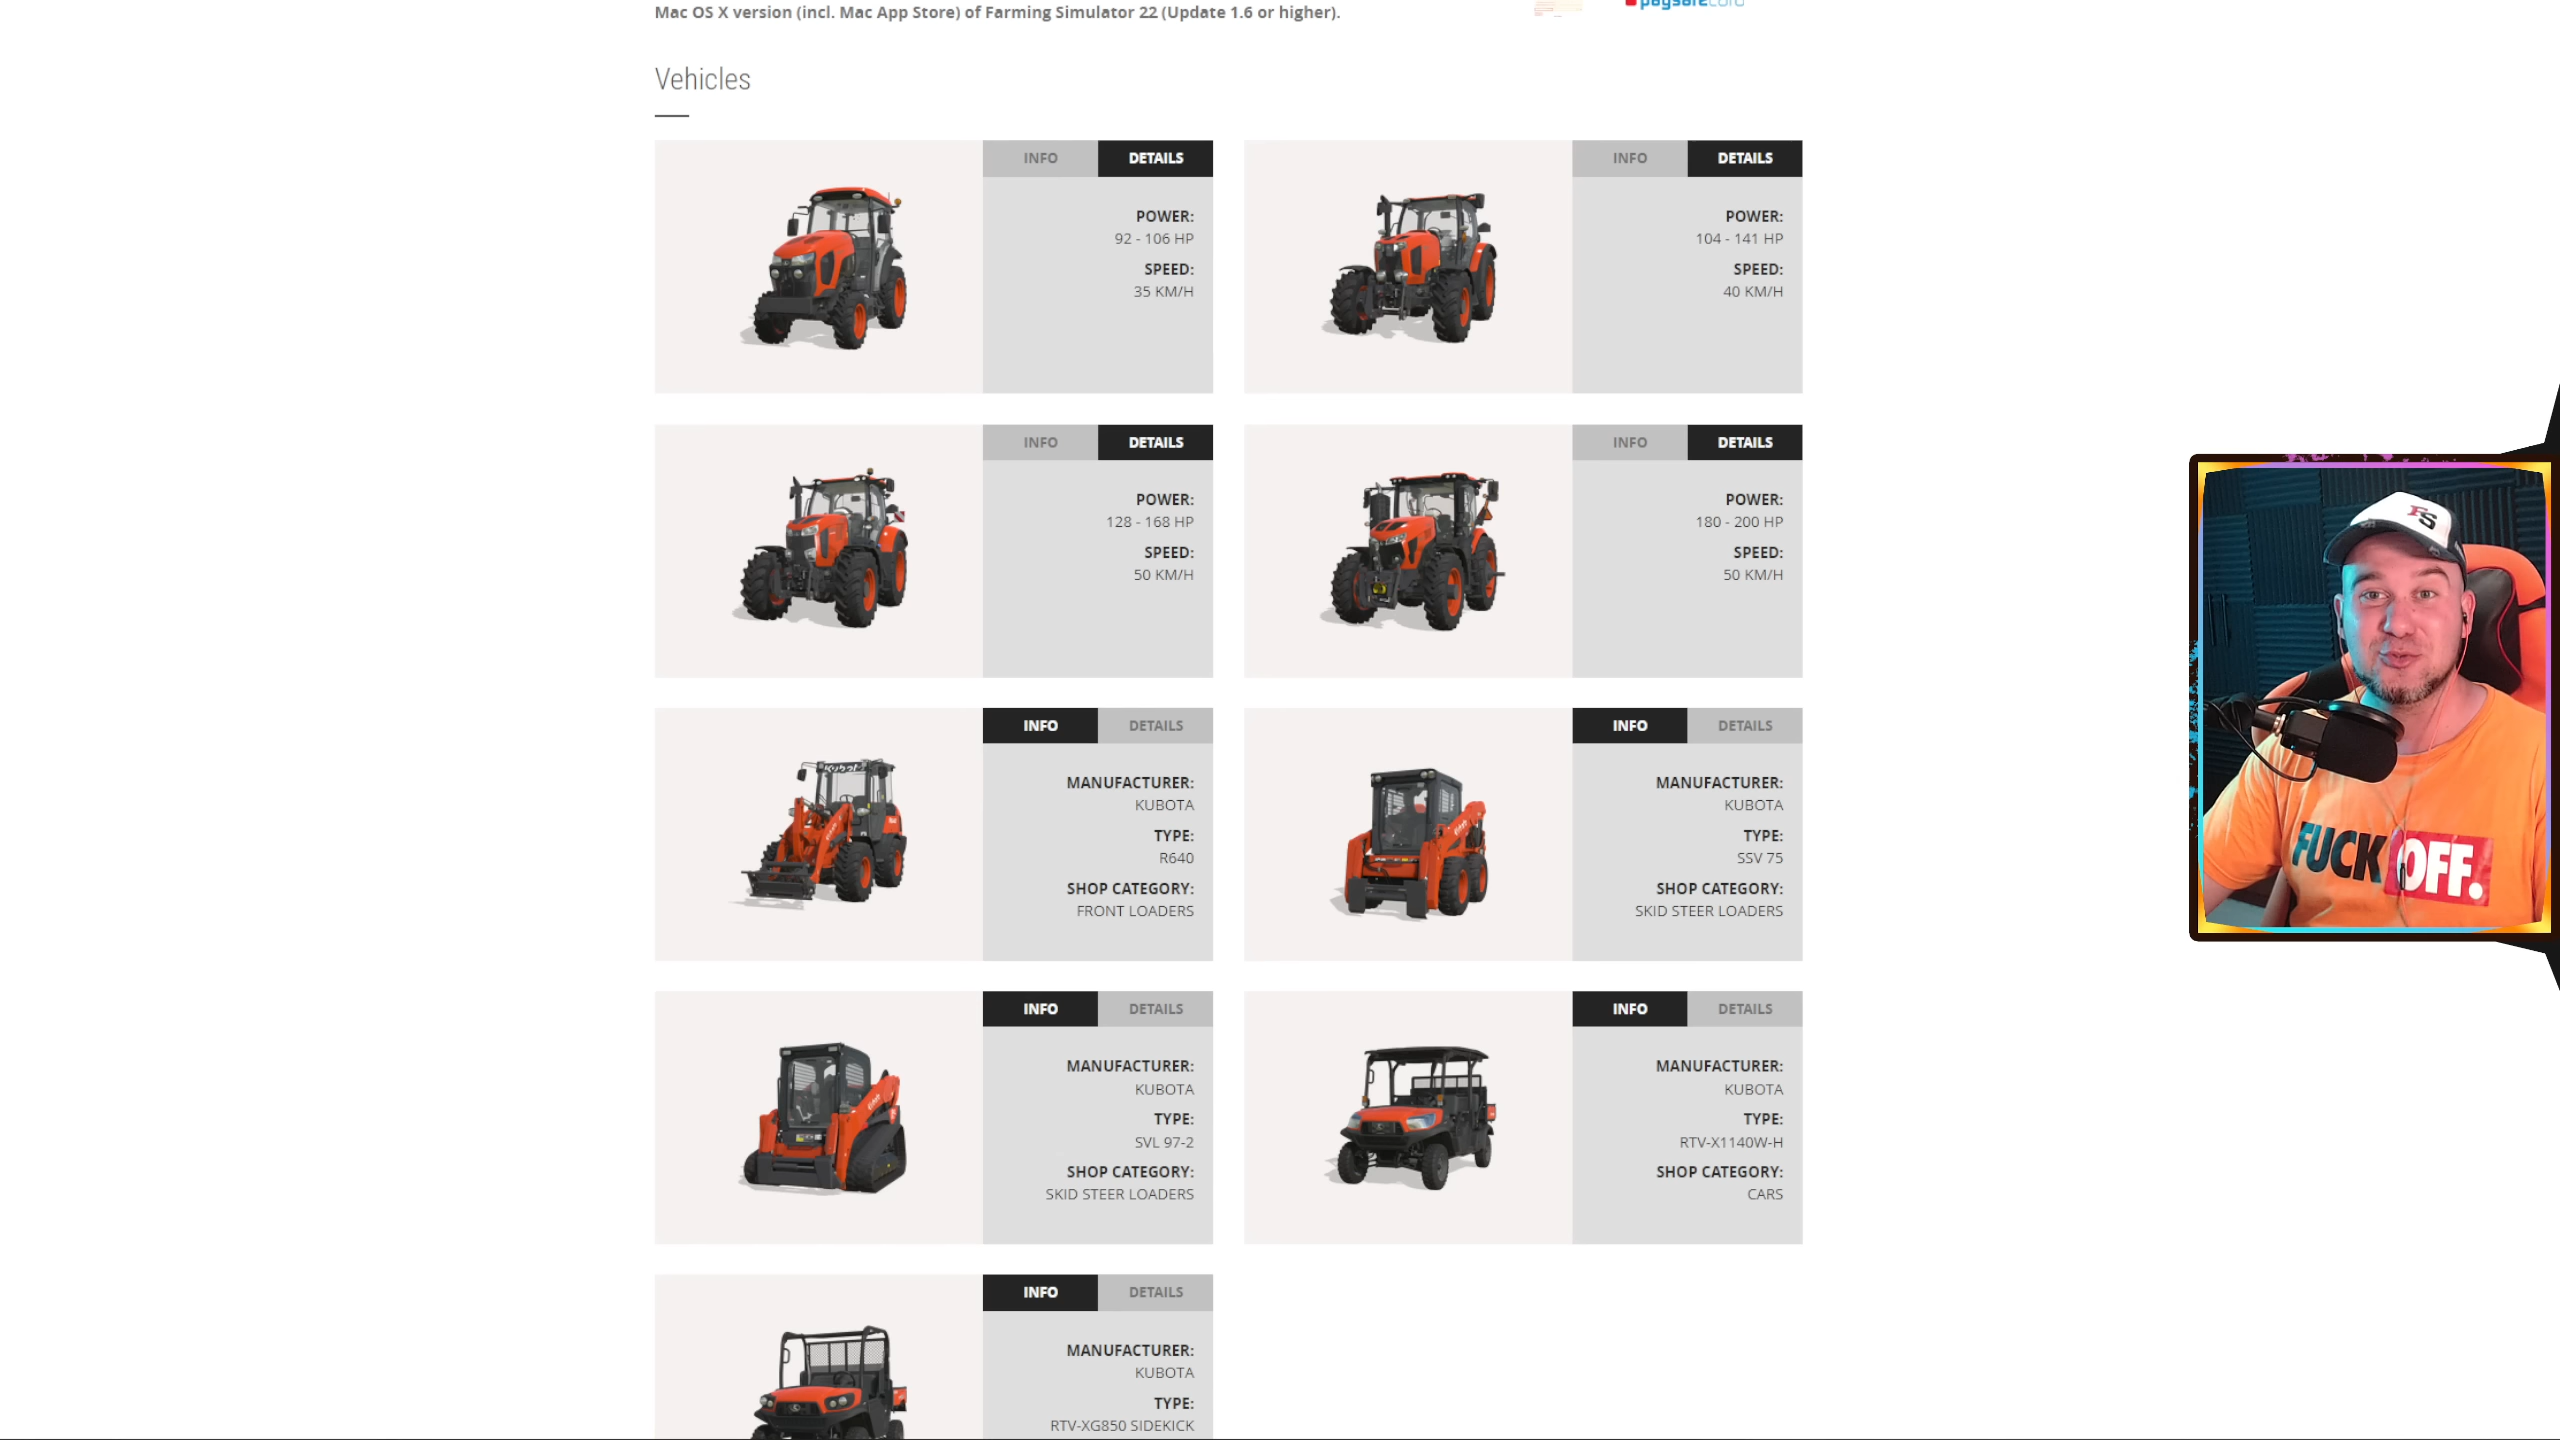 Mac OS X version (incl. Mac App Store) of Farming Simulator 22 (Update 1.6 or higher).
paysafecard
Vehicles
INFO
DETAILS
POWER:
92 - 106 HP
SPEED:
35 KM/H
INFO
DETAILS
POWER:
104 - 141 HP
SPEED:
40 KM/H
INFO
DETAILS
POWER:
128 - 168 HP
SPEED:
50 KM/H
INFO
DETAILS
POWER:
180 - 200 HP
SPEED:
50 KM/H
Kubota
INFO
DETAILS
MANUFACTURER:
KUBOTA
TYPE:
R640
SHOP CATEGORY:
FRONT LOADERS
INFO
DETAILS
MANUFACTURER:
KUBOTA
TYPE:
SSV 75
SHOP CATEGORY:
SKID STEER LOADERS
INFO
DETAILS
MANUFACTURER:
KUBOTA
TYPE:
SVL 97-2
SHOP CATEGORY:
SKID STEER LOADERS
INFO
DETAILS
MANUFACTURER:
KUBOTA
TYPE:
RTV-X1140W-H
SHOP CATEGORY:
CARS
INFO
DETAILS
MANUFACTURER:
KUBOTA
TYPE:
RTV-XG850 SIDEKICK
FS
FUCK OFF.